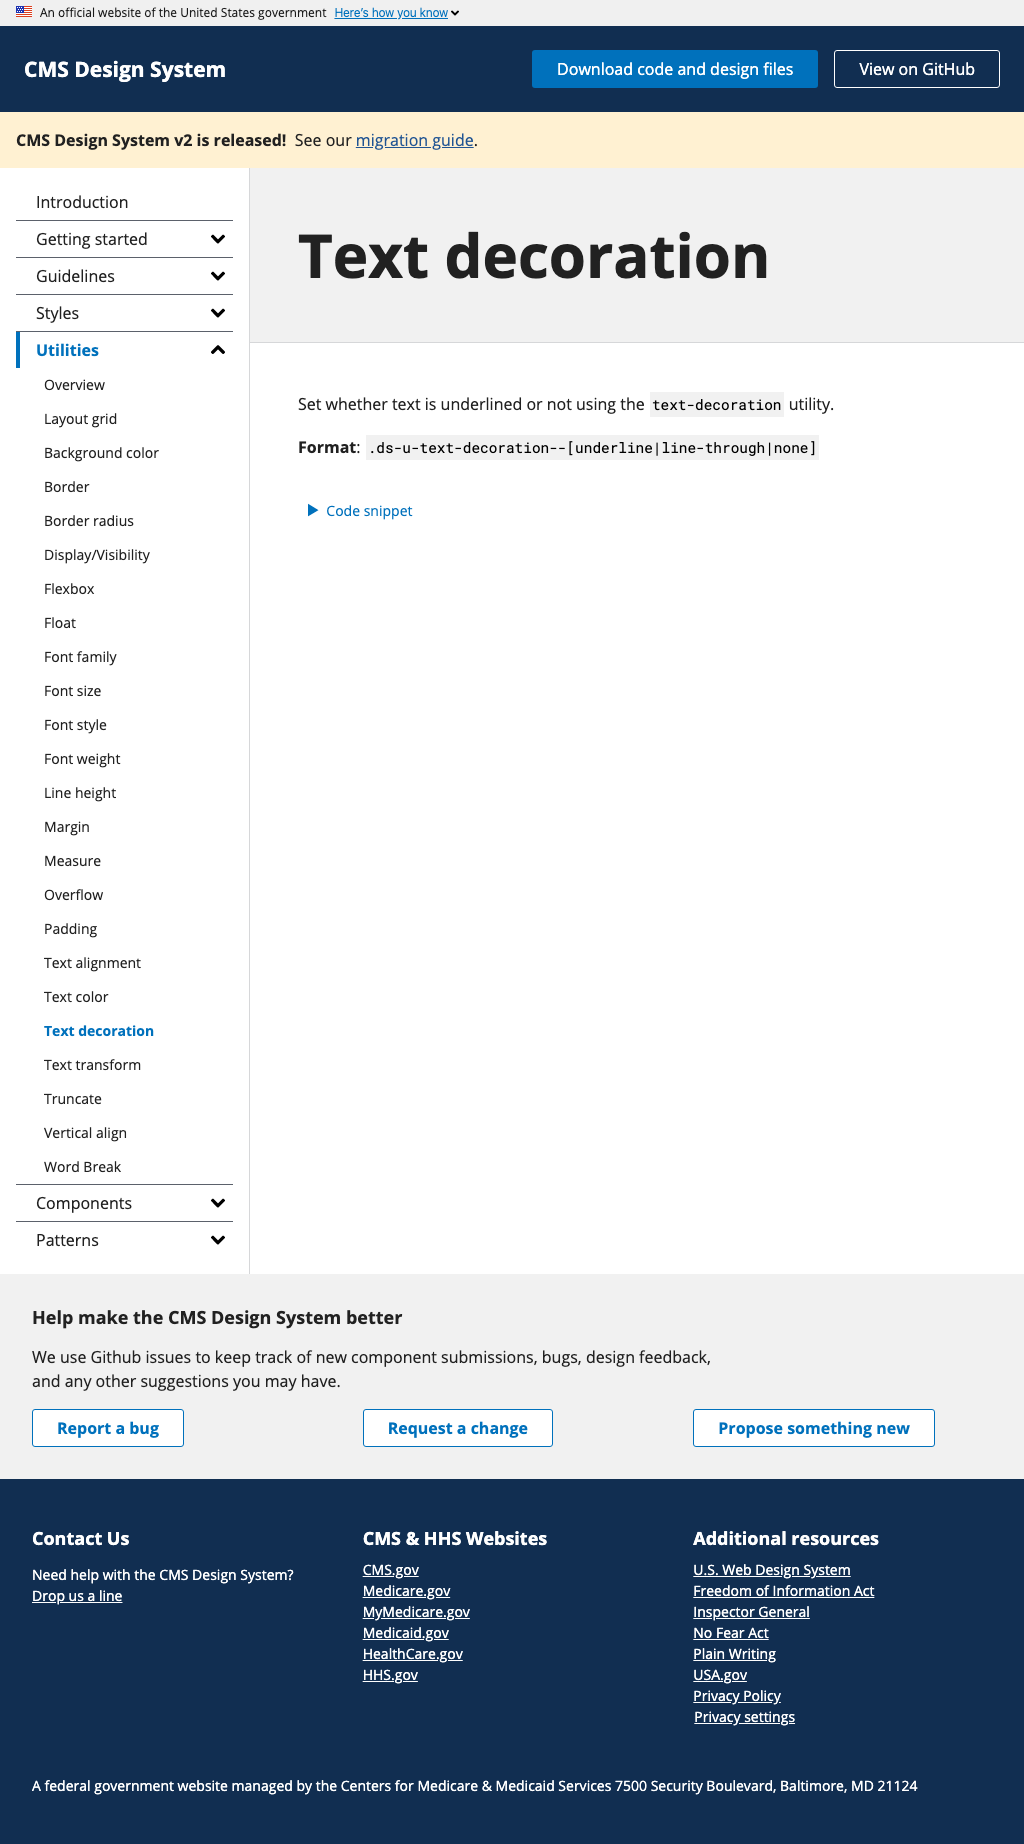 An official website of the United States government Here's how you know
CMS Design System
Download code and design files
View on GitHub
CMS Design System v2 is released! See our migration guide.
Introduction
Getting started
Guidelines
Styles
Utilities
Overview
Layout grid
Background color
Border
Border radius
Display/Visibility
Flexbox
Float
Font family
Font size
Font style
Font weight
Line height
Margin
Measure
Overflow
Padding
Text alignment
Text color
Text decoration
Text transform
Truncate
Vertical align
Word Break
Components
Patterns
Text decoration
Set whether text is underlined or not using the text-decoration utility.
Format: .ds-u-text-decoration--[underline|line-through|none]
Code snippet
Help make the CMS Design System better
We use Github issues to keep track of new component submissions, bugs, design feedback,
and any other suggestions you may have.
Report a bug
Request a change
Propose something new
Contact Us
Need help with the CMS Design System?
Drop us a line
CMS & HHS Websites
CMS.gov
Medicare.gov
MyMedicare.gov
Medicaid.gov
HealthCare.gov
HHS.gov
Additional resources
U.S. Web Design System
Freedom of Information Act
Inspector General
No Fear Act
Plain Writing
USA.gov
Privacy Policy
Privacy settings
A federal government website managed by the Centers for Medicare & Medicaid Services 7500 Security Boulevard, Baltimore, MD 21124